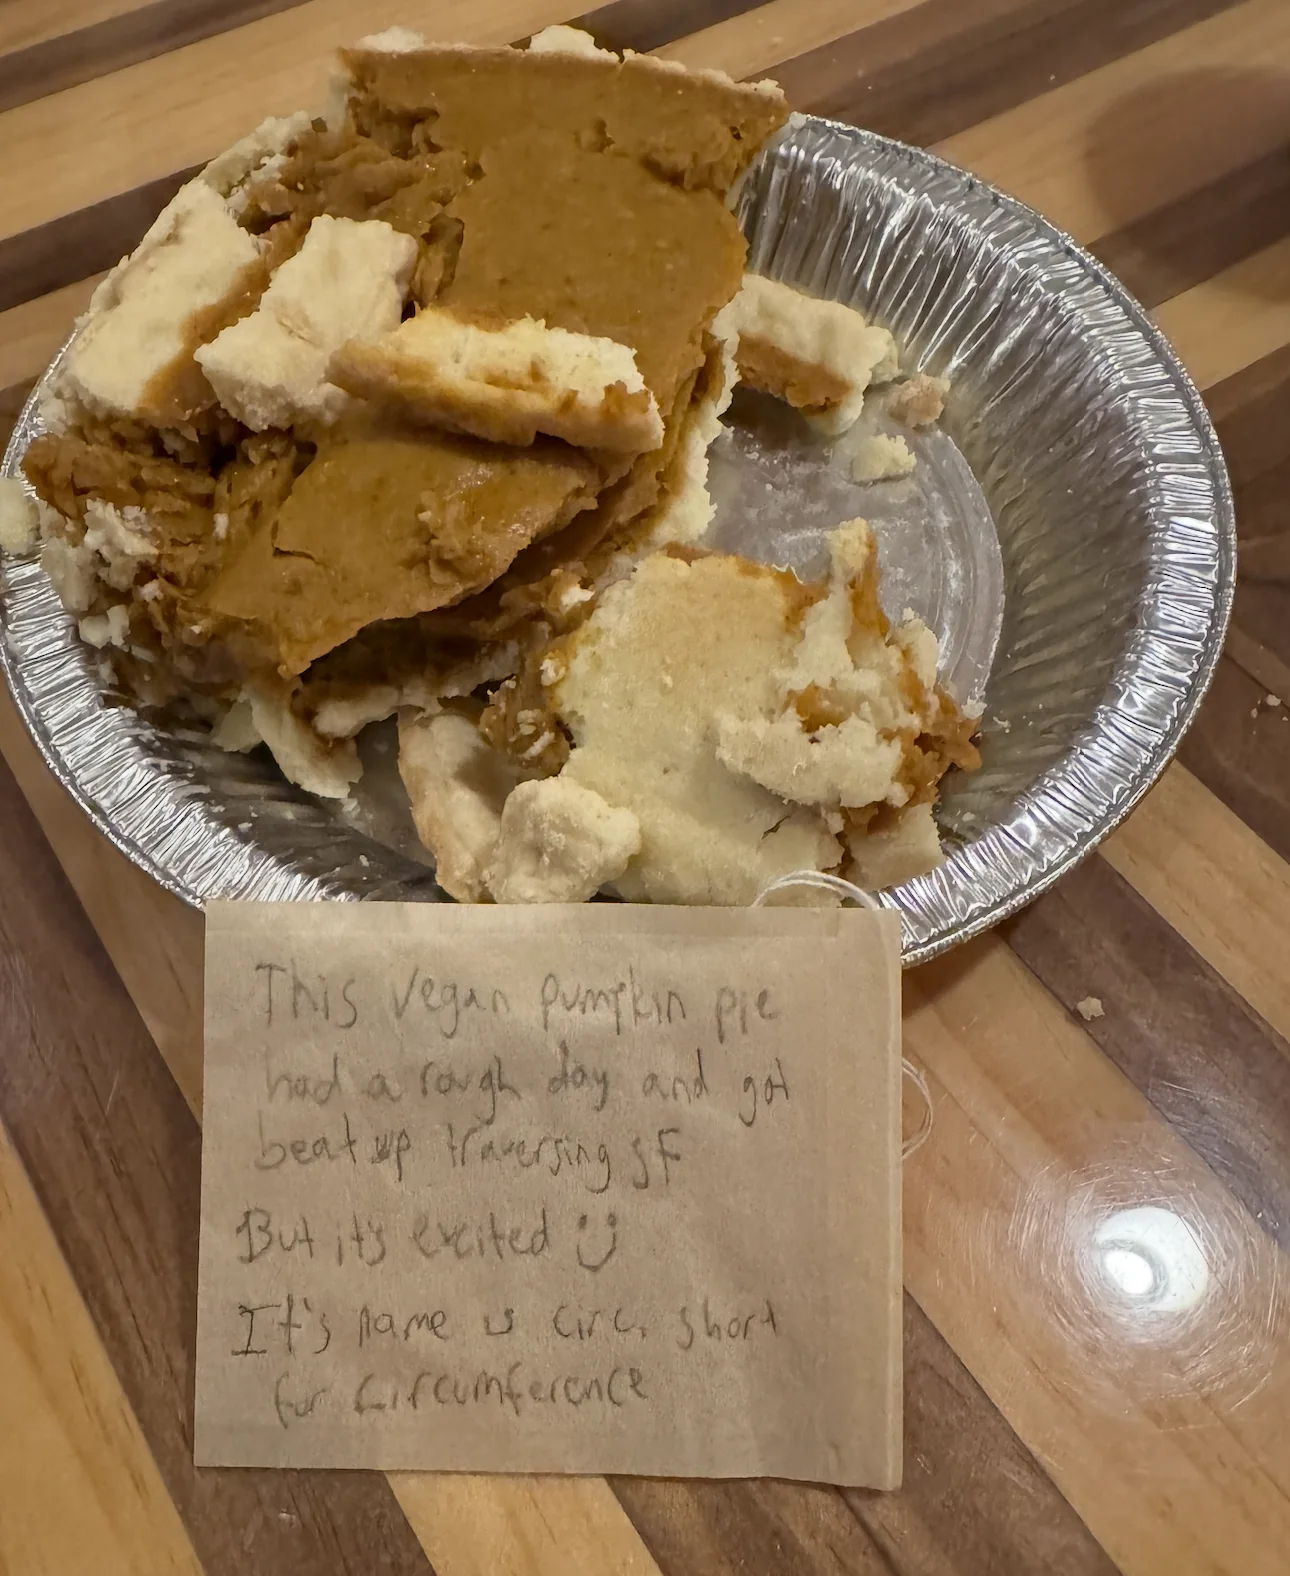 This vegan pumpkin pie
had a rough day and got
beat up traversing SF
But it's excited :)
It's name is Circ, short
for Circumference